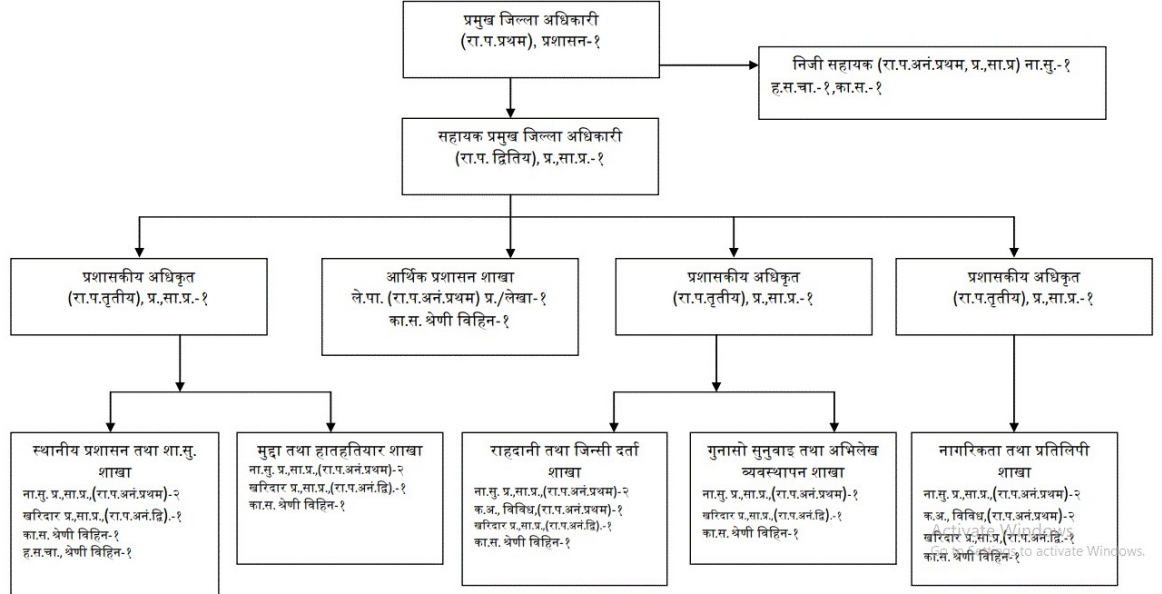 प्रमुख जिल्ला अधिकारी
(रा.प.प्रथम), प्रशासन-१
निजी सहायक (रा.प.अनं.प्रथम, प्र.,सा.प्र) ना.सु.-१
ह.स.चा.-१,का.स.-१
सहायक प्रमुख जिल्ला अधिकारी
(रा.प. द्वितिय), प्र.,सा.प्र.-१
प्रशासकीय अधिकृत
(रा.प.तृतीय), प्र.,सा.प्र.-१
आर्थिक प्रशासन शाखा
ले.पा. (रा.प.अनं.प्रथम) प्र./लेखा-१
का.स. श्रेणी विहिन-१
प्रशासकीय अधिकृत
(रा.प.तृतीय), प्र.,सा.प्र.-१
प्रशासकीय अधिकृत
(रा.प.तृतीय), प्र.,सा.प्र.-१
स्थानीय प्रशासन तथा शा.सु.
शाखा
ना.सु. प्र.,सा.प्र.,(रा.प.अनं.प्रथम)-२
खरिदार प्र.,सा.प्र.,(रा.प.अनं.द्वि).-१
का.स. श्रेणी विहिन-१
ह.स.चा., श्रेणी विहिन-१
मुद्दा तथा हातहतियार शाखा
ना.सु. प्र.,सा.प्र.,(रा.प.अनं.प्रथम)-२
खरिदार प्र.,सा.प्र.,(रा.प.अनं.द्वि).-१
का.स. श्रेणी विहिन-१
राहदानी तथा जिन्सी दर्ता
शाखा
ना.सु. प्र.,सा.प्र.,(रा.प.अनं.प्रथम)-२
क.अ., विविध,(रा.प.अनं.प्रथम)-१
खरिदार प्र.,सा.प्र.,(रा.प.अनं.द्वि).-१
का.स. श्रेणी विहिन-१
गुनासो सुनुवाइ तथा अभिलेख
व्यवस्थापन शाखा
ना.सु. प्र.,सा.प्र.,(रा.प.अनं.प्रथम)-१
खरिदार प्र.,सा.प्र.,(रा.प.अनं.द्वि).-१
का.स. श्रेणी विहिन-१
नागरिकता तथा प्रतिलिपी
शाखा
ना.सु. प्र.,सा.प्र.,(रा.प.अनं.प्रथम)-२
क.अ., विविध,(रा.प.अनं.प्रथम)-२
खरिदार प्र.,सा.प्र.,(रा.प.अनं.द्वि.-१
का.स. श्रेणी विहिन-१
Activate Windows
Go to Settings to activate Windows.